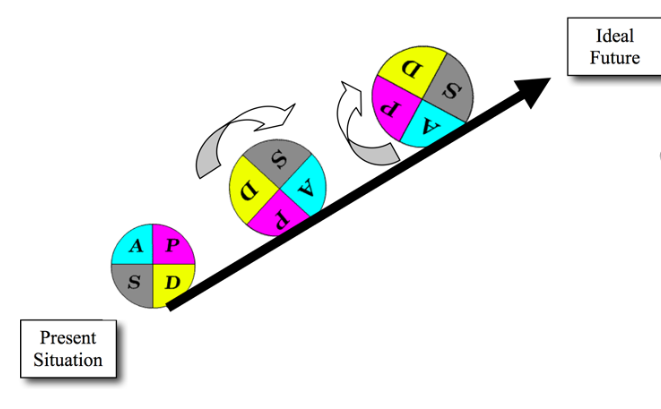 Ideal
Future
D
S
P
A
S
D
A
P
A P
S D
Present
Situation